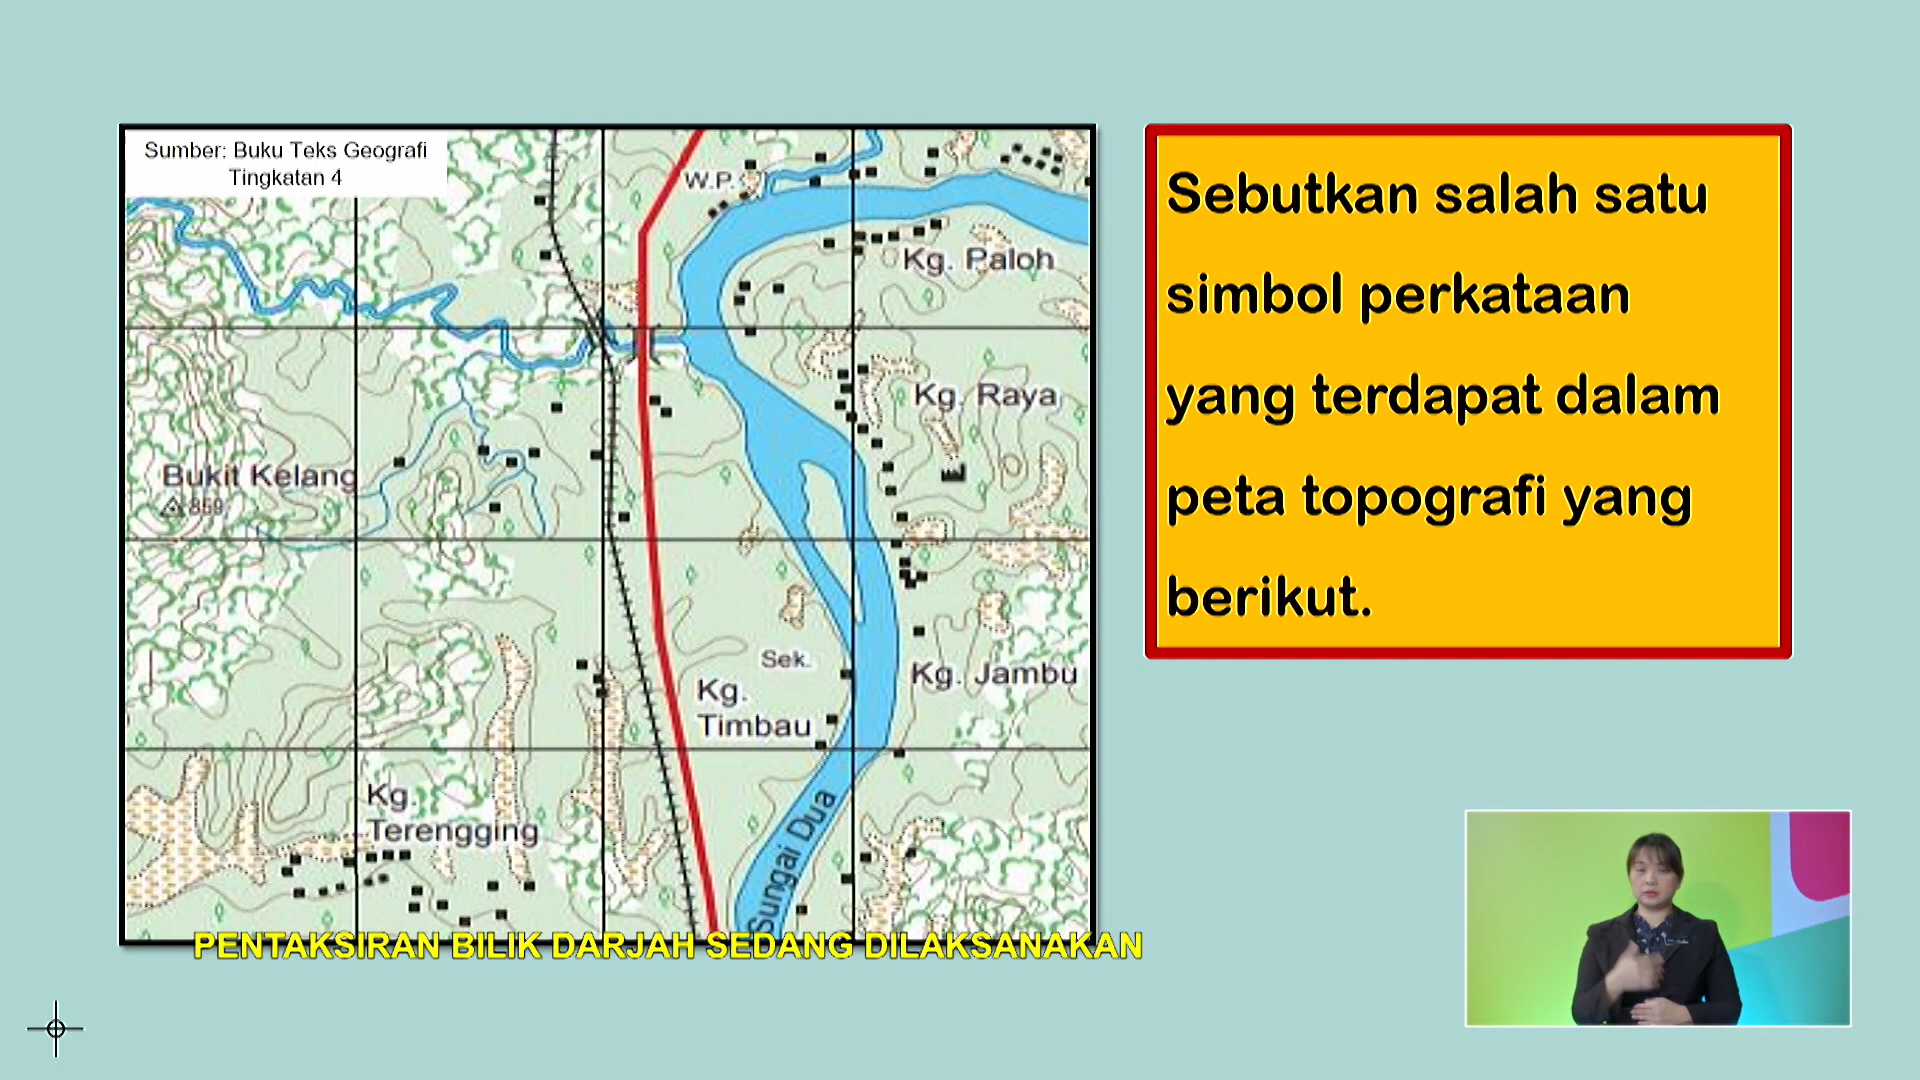 Sumber: Buku Teks Geografi
Tingkatan 4
W.P.
Kg. Paloh
Kg. Raya
Bukit Kelang
859
Sek.
Kg.
Timbau
Kg. Jambu
Kg.
Terengging
Sungai Dua
Sebutkan salah satu
simbol perkataan
yang terdapat dalam
peta topografi yang
berikut.
PENTAKSIRAN BILIK DARJAH SEDANG DILAKSANAKAN